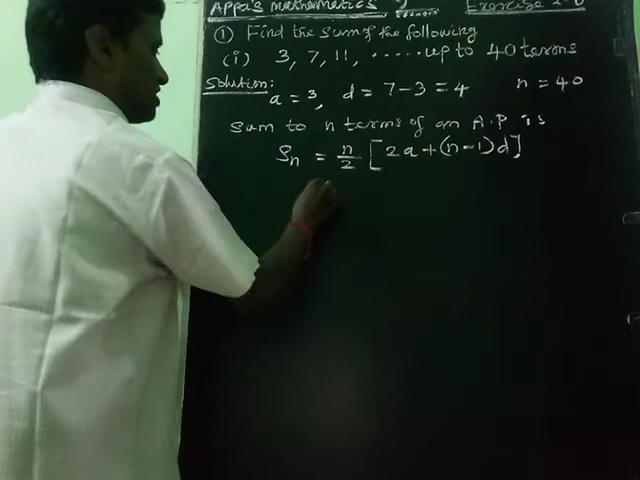 Appa's Mathematics Exercise
① Find the sum of the following
(i) 3, 7, 11, ...... up to 40 terms
Solution:
a = 3, d = 7 - 3 = 4 n = 40
Sum to n terms of an A.P is
Sn = n/2 [2a + (n-1)d]